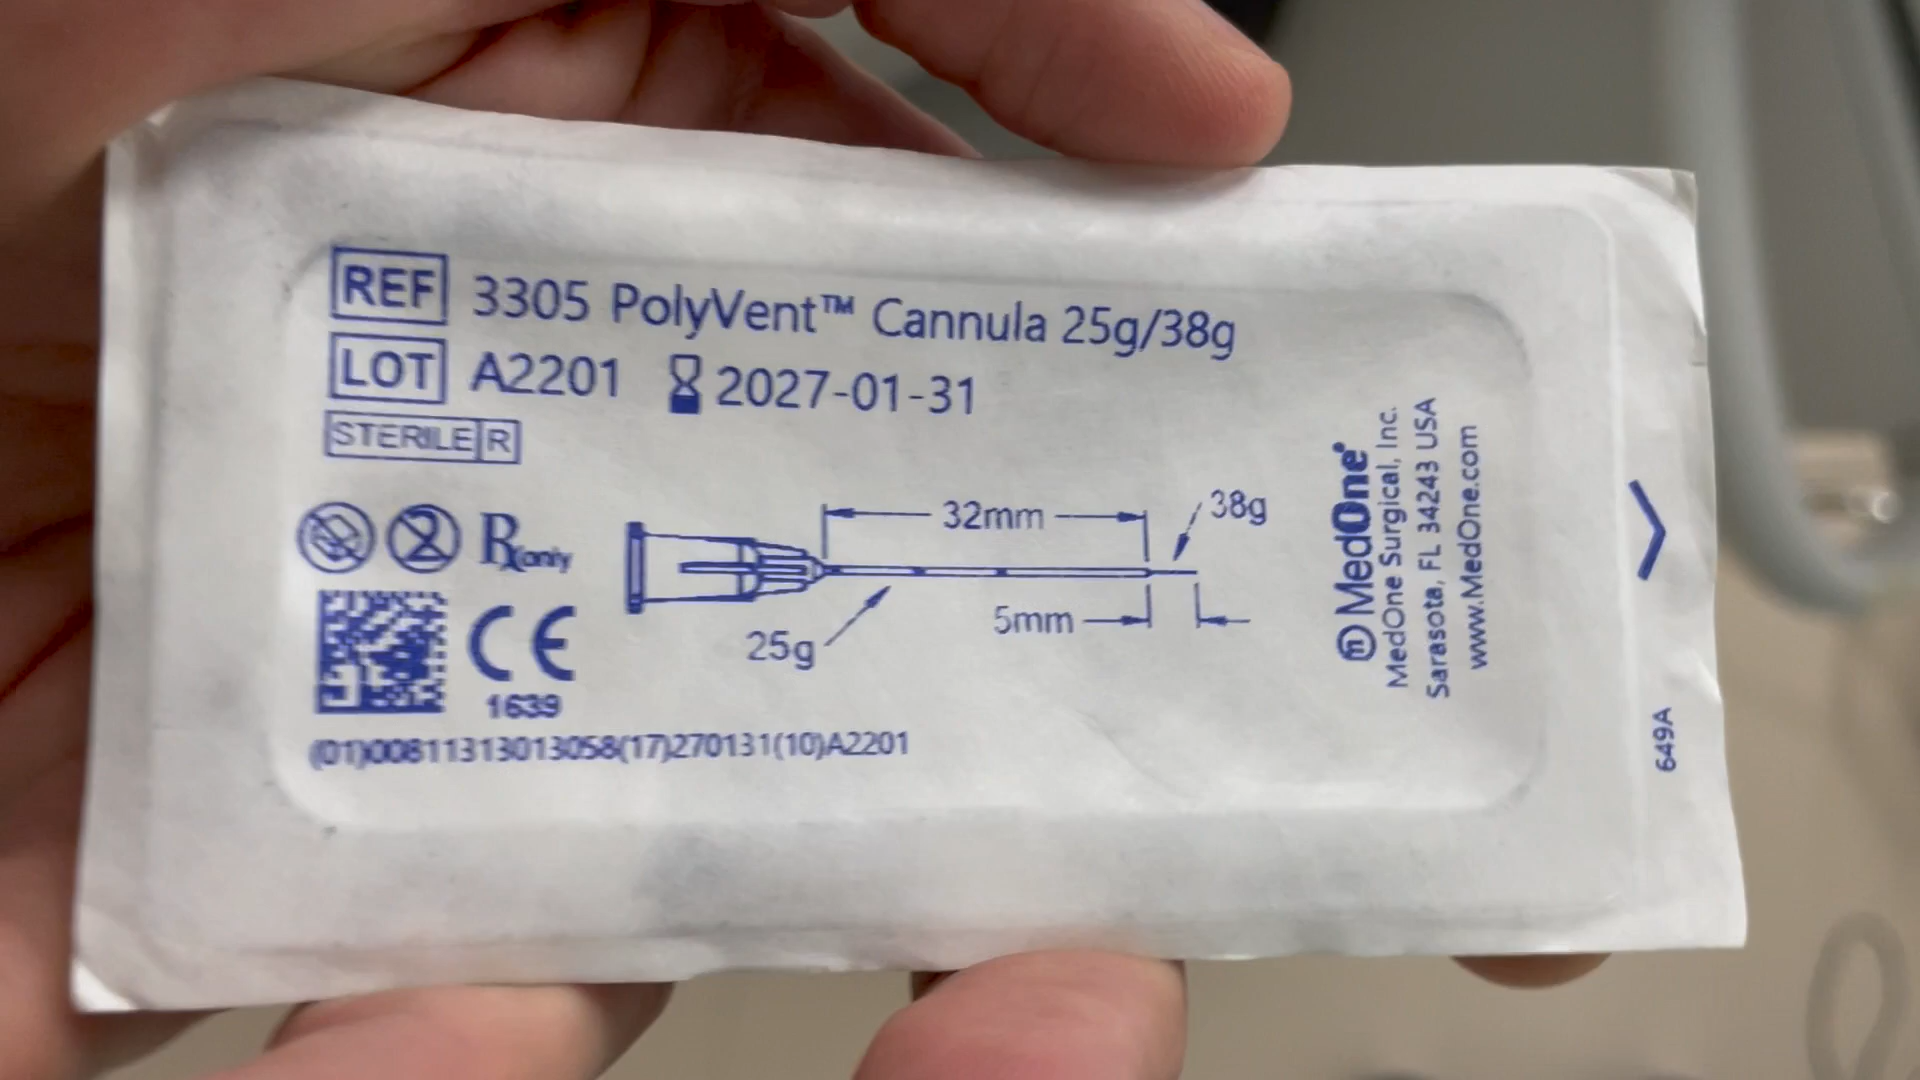 REF 3305 PolyVent™ Cannula 25g/38g
LOT A2201 2027-01-31
STERILE R
2 Rx only
32mm
38g
25g
5mm
CE
1639
(01)00811313013058(17)270131(10)A2201
m MedOne®
MedOne Surgical, Inc.
Sarasota, FL 34243 USA
www.MedOne.com
649A